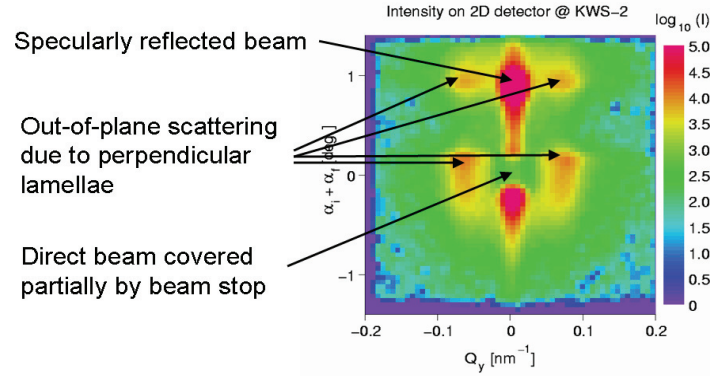 Intensity on 2D detector @ KWS-2
log10 (I)
Specularly reflected beam
Out-of-plane scattering
due to perpendicular
lamellae
Direct beam covered
partially by beam stop
αi + αf [deg.]
1
0
−1
−0.2
−0.1
0
0.1
0.2
Qy [nm−1]
5.0
4.5
4.0
3.5
3.0
2.5
2.0
1.5
1.0
0.5
0